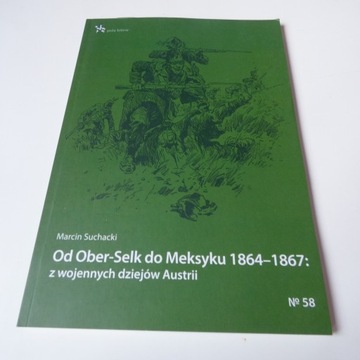 Marcin Suchacki
Od Ober-Selk do Meksyku 1864–1867:
z wojennych dziejów Austrii
№ 58